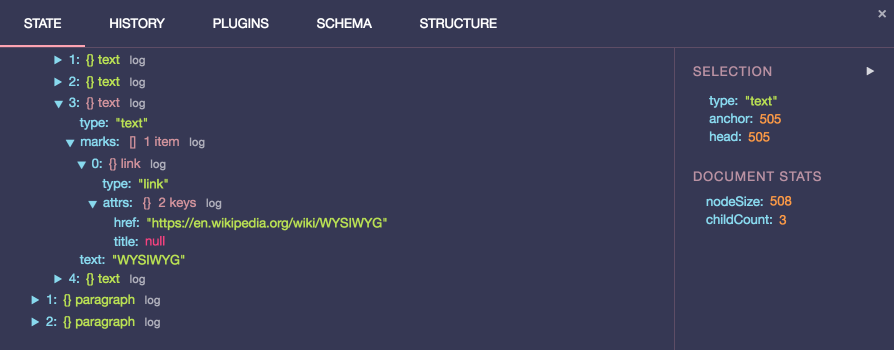 STATE HISTORY PLUGINS SCHEMA STRUCTURE ×
▶ 1: {} text log
▶ 2: {} text log
▼ 3: {} text log
type: "text"
▼ marks: [] 1 item log
▼ 0: {} link log
type: "link"
▼ attrs: {} 2 keys log
href: "https://en.wikipedia.org/wiki/WYSIWYG"
title: null
text: "WYSIWYG"
▶ 4: {} text log
▶ 1: {} paragraph log
▶ 2: {} paragraph log
SELECTION ▶
type: "text"
anchor: 505
head: 505
DOCUMENT STATS
nodeSize: 508
childCount: 3